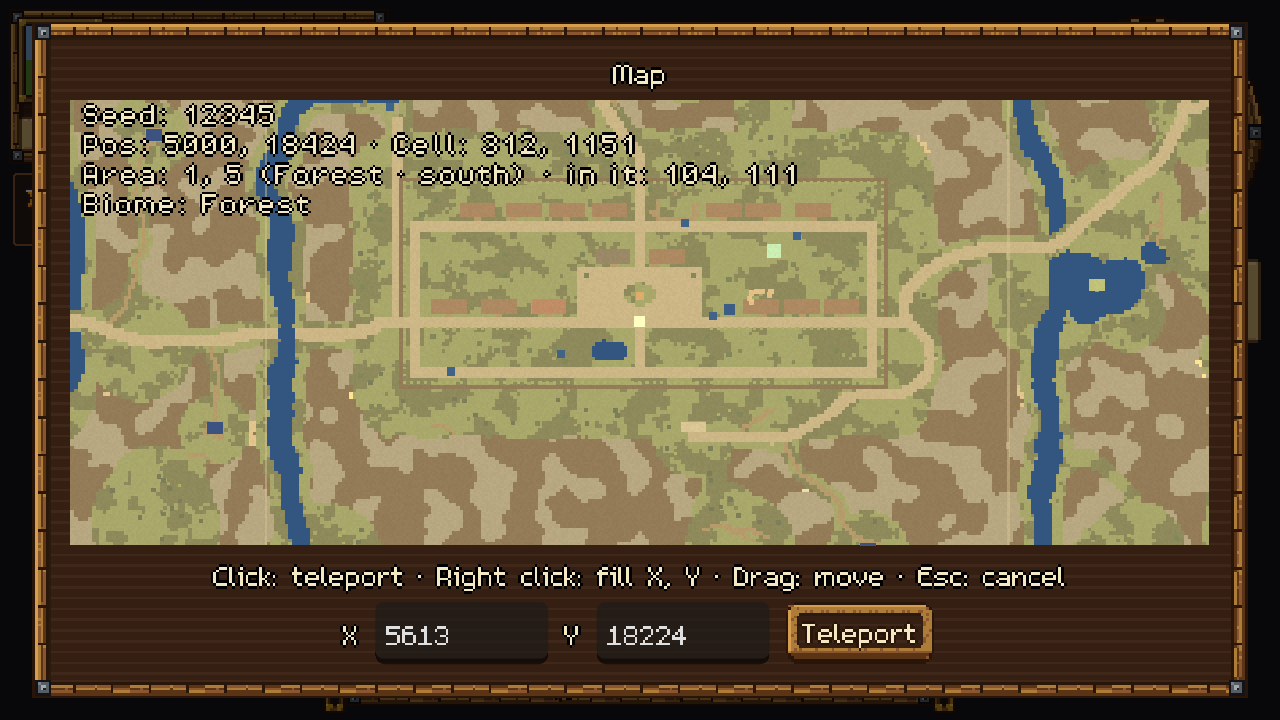 Map
Seed: 12345
Pos: 5000, 18424 · Cell: 312, 1151
Area: 1, 5 (Forest · south) · in it: 104, 111
Biome: Forest
Click: teleport · Right click: fill X, Y · Drag: move · Esc: cancel
X 5613 Y 18224 Teleport